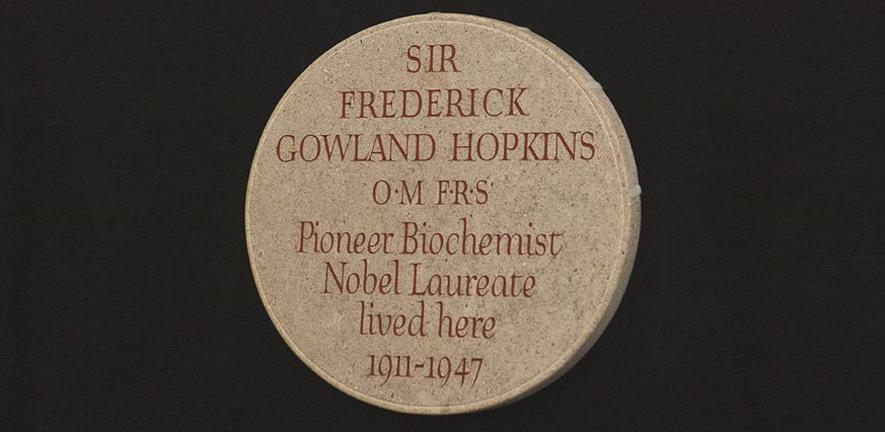 SIR
FREDERICK
GOWLAND HOPKINS
O·M F·R·S
Pioneer Biochemist
Nobel Laureate
lived here
1911-1947